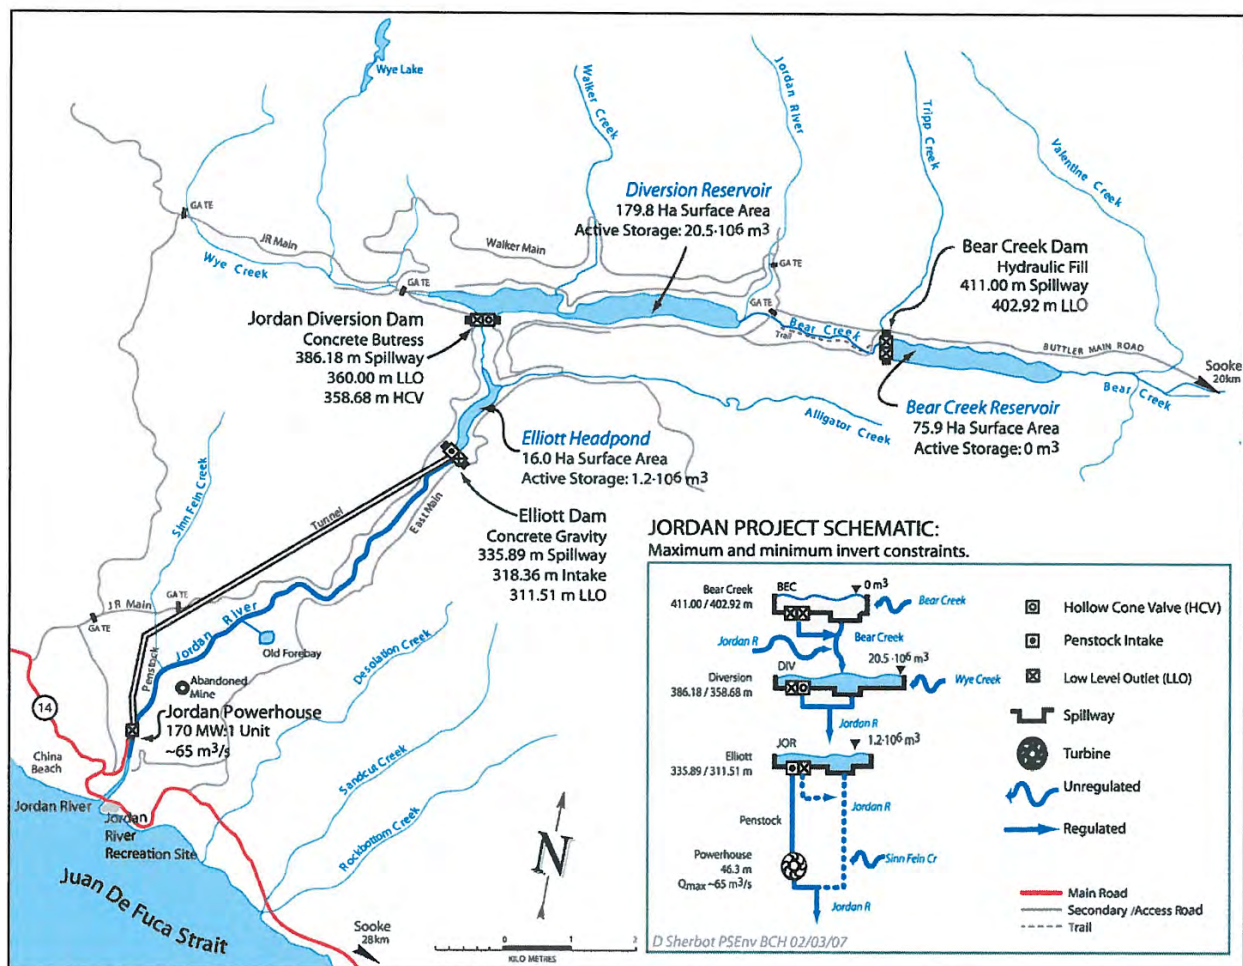 Wye Lake
Walker Creek
Jordan River
Tripp Creek
Valentine Creek
GATE
JR Main
Wye Creek
Walker Main
Diversion Reservoir
179.8 Ha Surface Area
Active Storage: 20.5·10⁶ m³
GATE
GATE
GATE
Bear Creek
Trail
Bear Creek Dam
Hydraulic Fill
411.00 m Spillway
402.92 m LLO
BUTTLER MAIN ROAD
Sooke
20km
Bear Creek
Jordan Diversion Dam
Concrete Butress
386.18 m Spillway
360.00 m LLO
358.68 m HCV
Bear Creek Reservoir
75.9 Ha Surface Area
Active Storage: 0 m³
Alligator Creek
Elliott Headpond
16.0 Ha Surface Area
Active Storage: 1.2·10⁶ m³
Elliott Dam
Concrete Gravity
335.89 m Spillway
318.36 m Intake
311.51 m LLO
Sinn Fein Creek
Tunnel
East Main
JR Main
GATE
GATE
Jordan River
Old Forebay
Penstock
Abandoned
Mine
Desolation Creek
14
Jordan Powerhouse
170 MW:1 Unit
~65 m³/s
China
Beach
Sandcut Creek
Rockbottom Creek
Jordan River
Jordan
River
Recreation Site
Juan De Fuca Strait
Sooke
28km
N
0 1 2
KILO METRES
JORDAN PROJECT SCHEMATIC:
Maximum and minimum invert constraints.
Bear Creek
411.00 / 402.92 m
BEC
0 m³
Bear Creek
Jordan R
Bear Creek
20.5 ·10⁶ m³
Diversion
386.18 / 358.68 m
DIV
Wye Creek
Jordan R
JOR
1.2·10⁶ m³
Elliott
335.89 / 311.51 m
Jordan R
Penstock
Powerhouse
46.3 m
Qmax ~65 m³/s
Sinn Fein Cr
Jordan R
Hollow Cone Valve (HCV)
Penstock Intake
Low Level Outlet (LLO)
Spillway
Turbine
Unregulated
Regulated
Main Road
Secondary /Access Road
Trail
D Sherbot PSEnv BCH 02/03/07